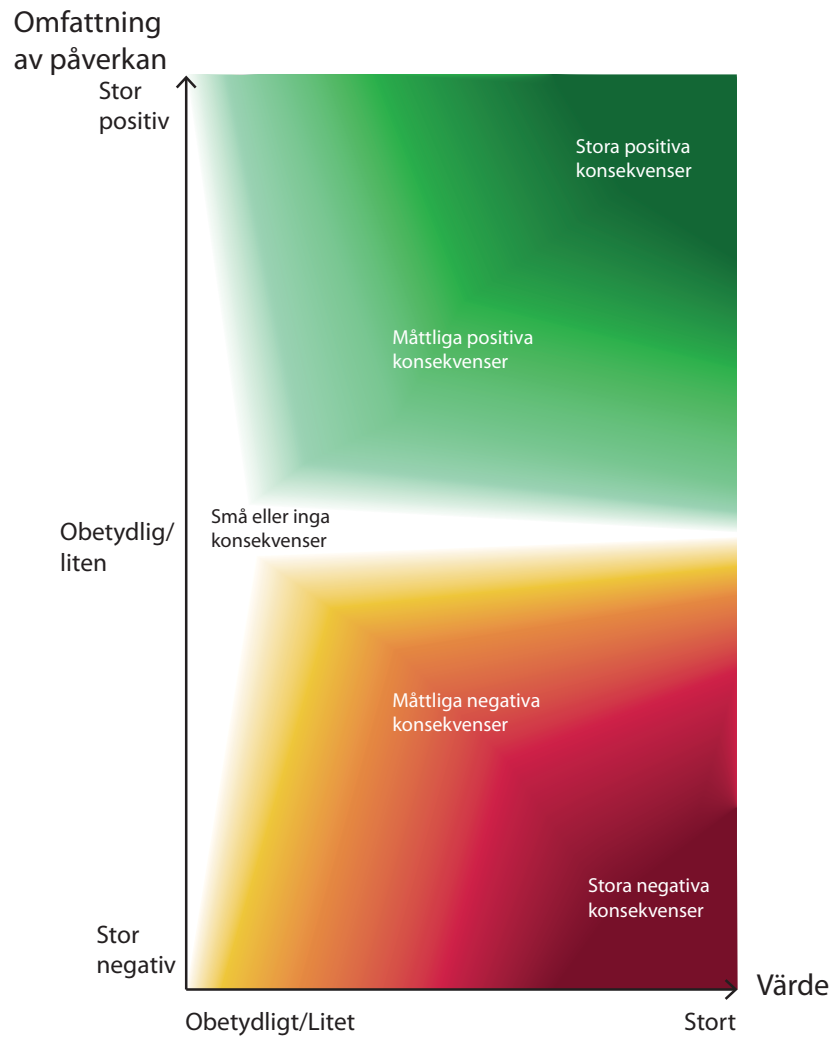 Omfattning
av påverkan
Stor
positiv
Stora positiva
konsekvenser
Måttliga positiva
konsekvenser
Små eller inga
konsekvenser
Obetydlig/
liten
Måttliga negativa
konsekvenser
Stora negativa
konsekvenser
Stor
negativ
Värde
Obetydligt/Litet
Stort